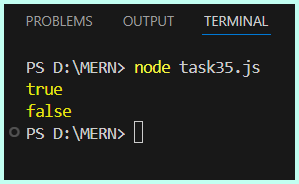 PROBLEMS OUTPUT TERMINAL
PS D:\MERN> node task35.js
true
false
PS D:\MERN>